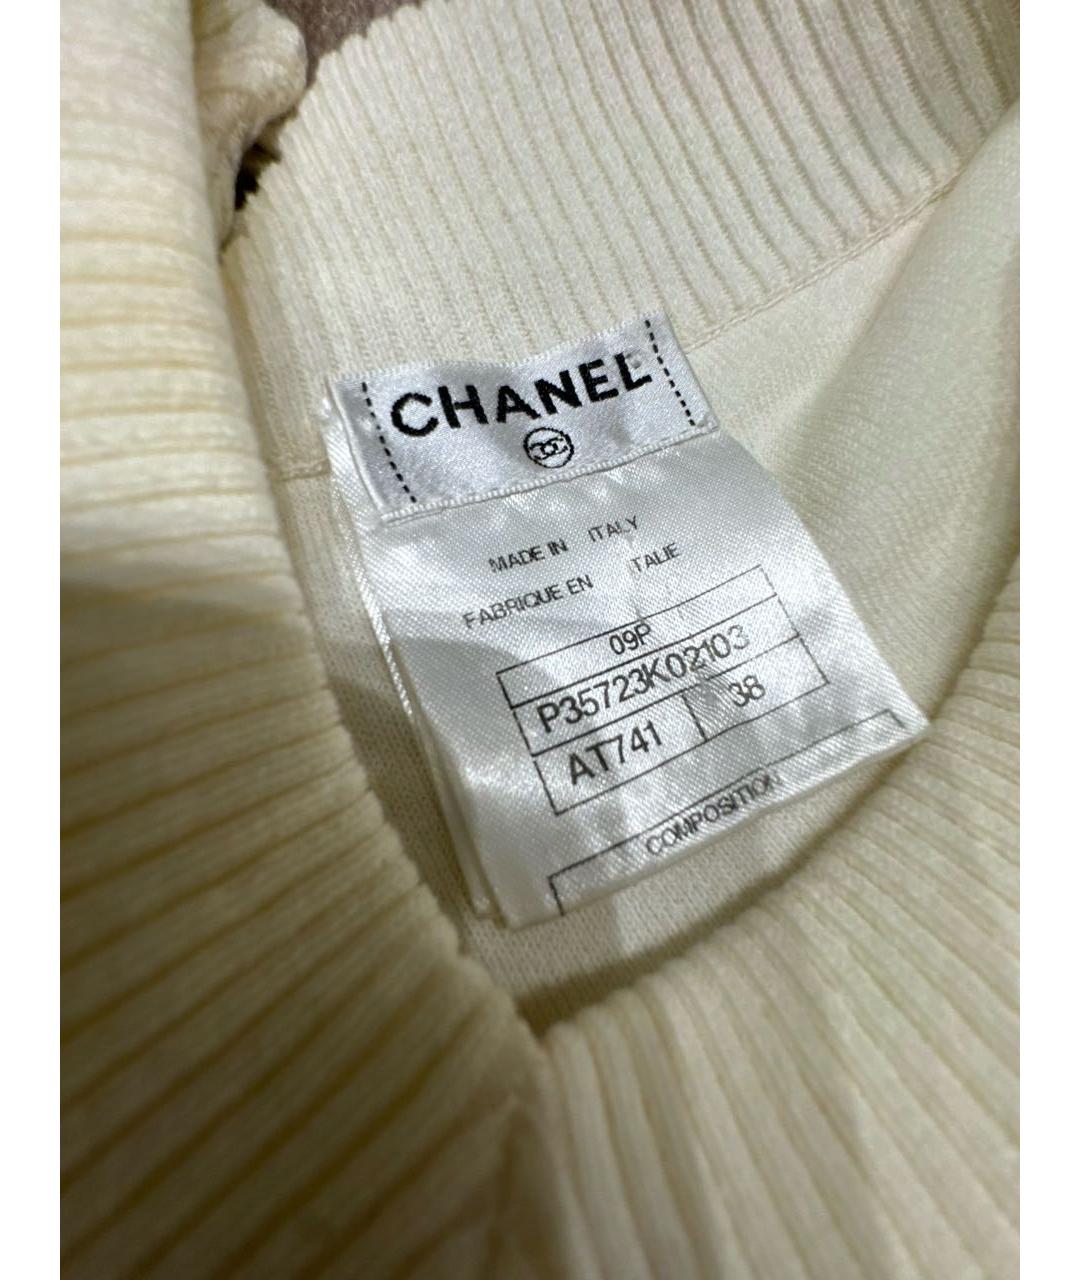 CHANEL
MADE IN ITALY
FABRIQUE EN ITALIE
09P
P35723K02103
AT741 38
COMPOSITION